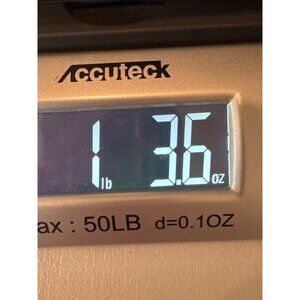 Accuteck
1 lb 3.6 oz
ax : 50LB d=0.1OZ